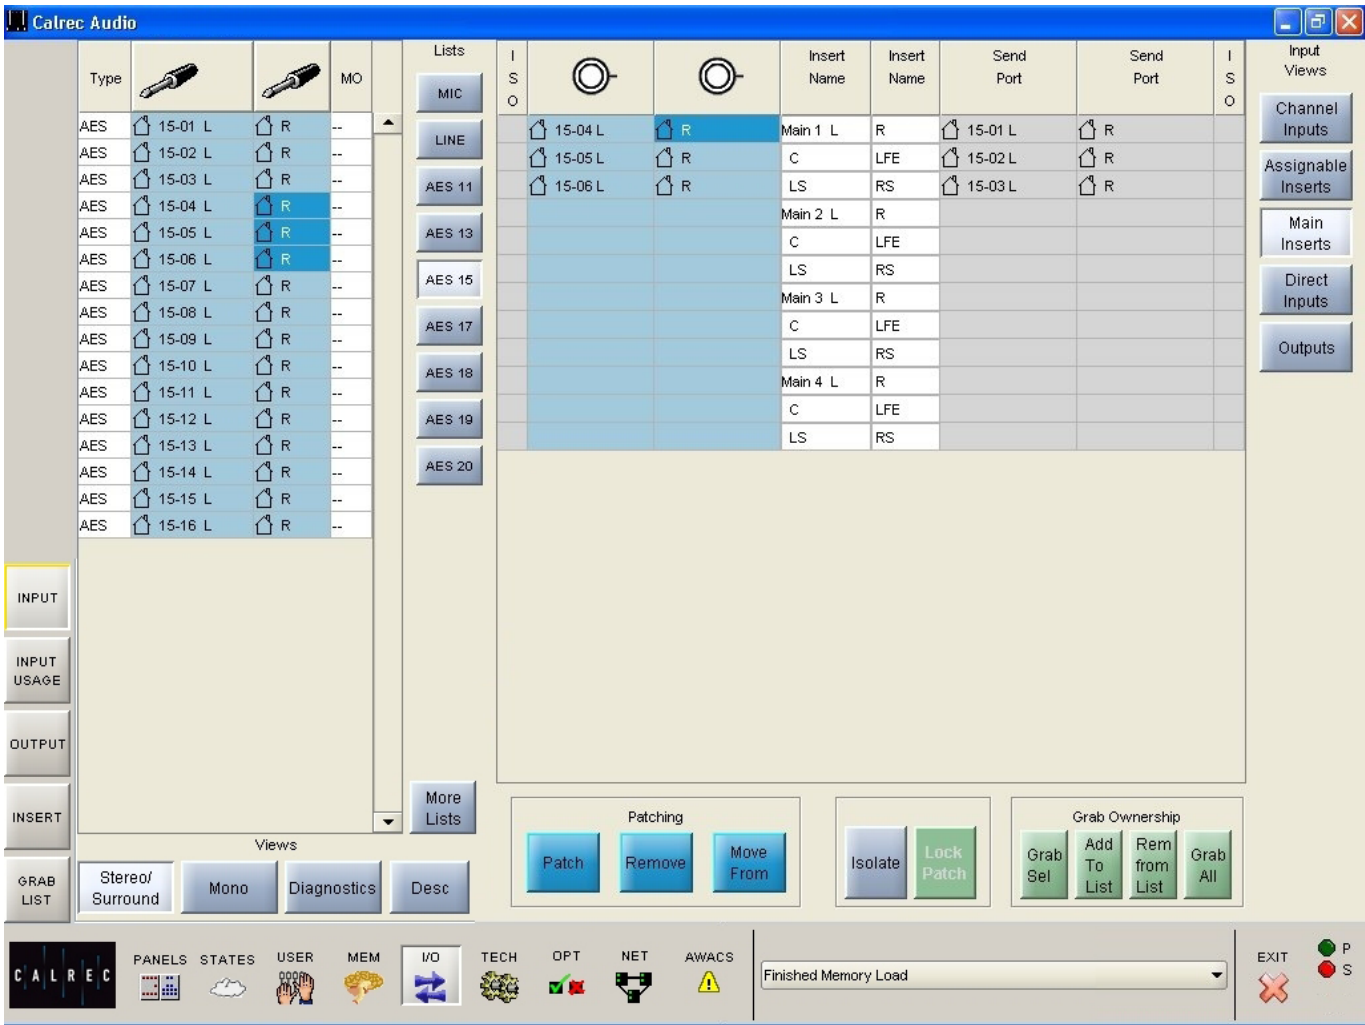 Calrec Audio
Type MO
AES 15-01 L R --
AES 15-02 L R --
AES 15-03 L R --
AES 15-04 L R --
AES 15-05 L R --
AES 15-06 L R --
AES 15-07 L R --
AES 15-08 L R --
AES 15-09 L R --
AES 15-10 L R --
AES 15-11 L R --
AES 15-12 L R --
AES 15-13 L R --
AES 15-14 L R --
AES 15-15 L R --
AES 15-16 L R --
Lists
MIC
LINE
AES 11
AES 13
AES 15
AES 17
AES 18
AES 19
AES 20
More
Lists
I
S
O
Insert
Name
Insert
Name
Send
Port
Send
Port
I
S
O
15-04 L R Main 1 L R 15-01 L R
15-05 L R C LFE 15-02 L R
15-06 L R LS RS 15-03 L R
Main 2 L R
C LFE
LS RS
Main 3 L R
C LFE
LS RS
Main 4 L R
C LFE
LS RS
Input
Views
Channel
Inputs
Assignable
Inserts
Main
Inserts
Direct
Inputs
Outputs
INPUT
INPUT
USAGE
OUTPUT
INSERT
GRAB
LIST
Views
Stereo/
Surround
Mono
Diagnostics
Desc
Patching
Patch
Remove
Move
From
Isolate
Lock
Patch
Grab Ownership
Grab
Sel
Add
To
List
Rem
from
List
Grab
All
CALREC
PANELS STATES USER MEM I/O TECH OPT NET AWACS
Finished Memory Load
EXIT
P
S